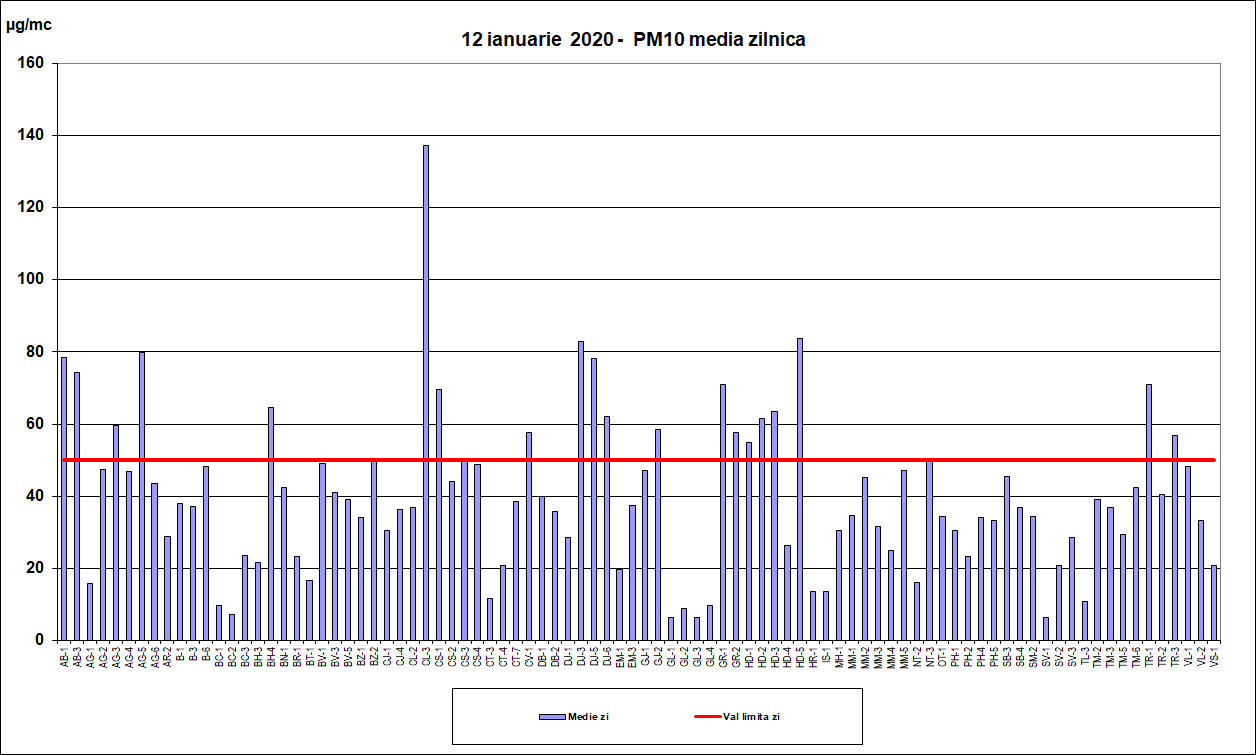 µg/mc
12 ianuarie 2020 - PM10 media zilnica
160
140
120
100
80
60
40
20
0
AB-1 AB-3 AG-1 AG-2 AG-3 AG-4 AG-5 AG-6 AR-2 B-1 B-3 B-6 BC-1 BC-2 BC-3 BH-3 BH-4 BN-1 BR-1 BT-1 BV-1 BV-3 BV-5 BZ-1 BZ-2 CJ-1 CJ-4 CL-2 CL-3 CS-1 CS-2 CS-3 CS-4 CT-3 CT-4 CT-7 CV-1 DB-1 DB-2 DJ-1 DJ-3 DJ-5 DJ-6 EM-1 EM-3 GJ-1 GJ-2 GL-1 GL-2 GL-3 GL-4 GR-1 GR-2 HD-1 HD-2 HD-3 HD-4 HD-5 HR-1 IS-1 MH-1 MM-1 MM-2 MM-3 MM-4 MM-5 NT-2 NT-3 OT-1 PH-1 PH-2 PH-4 PH-5 SB-3 SB-4 SM-2 SV-1 SV-2 SV-3 TL-3 TM-2 TM-3 TM-5 TM-6 TR-1 TR-2 TR-3 VL-1 VL-2 VS-1
Medie zi Val limita zi